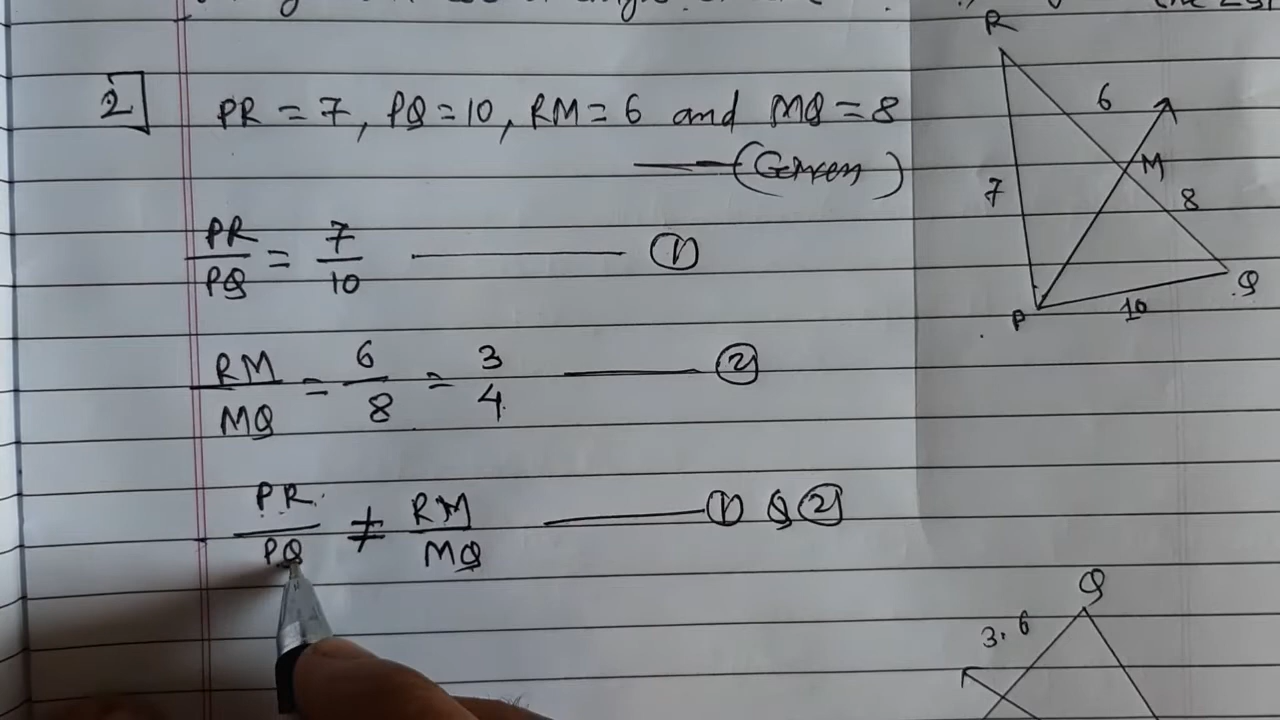 2] PR = 7, PQ = 10, RM = 6 and MQ = 8
——— (Given)
PR/PQ = 7/10 ——— ①
RM/MQ = 6/8 = 3/4 ——— ②
PR/PQ ≠ RM/MQ ——— ① & ②
R
6
M
7
8
Q
P
10
Q
3.6